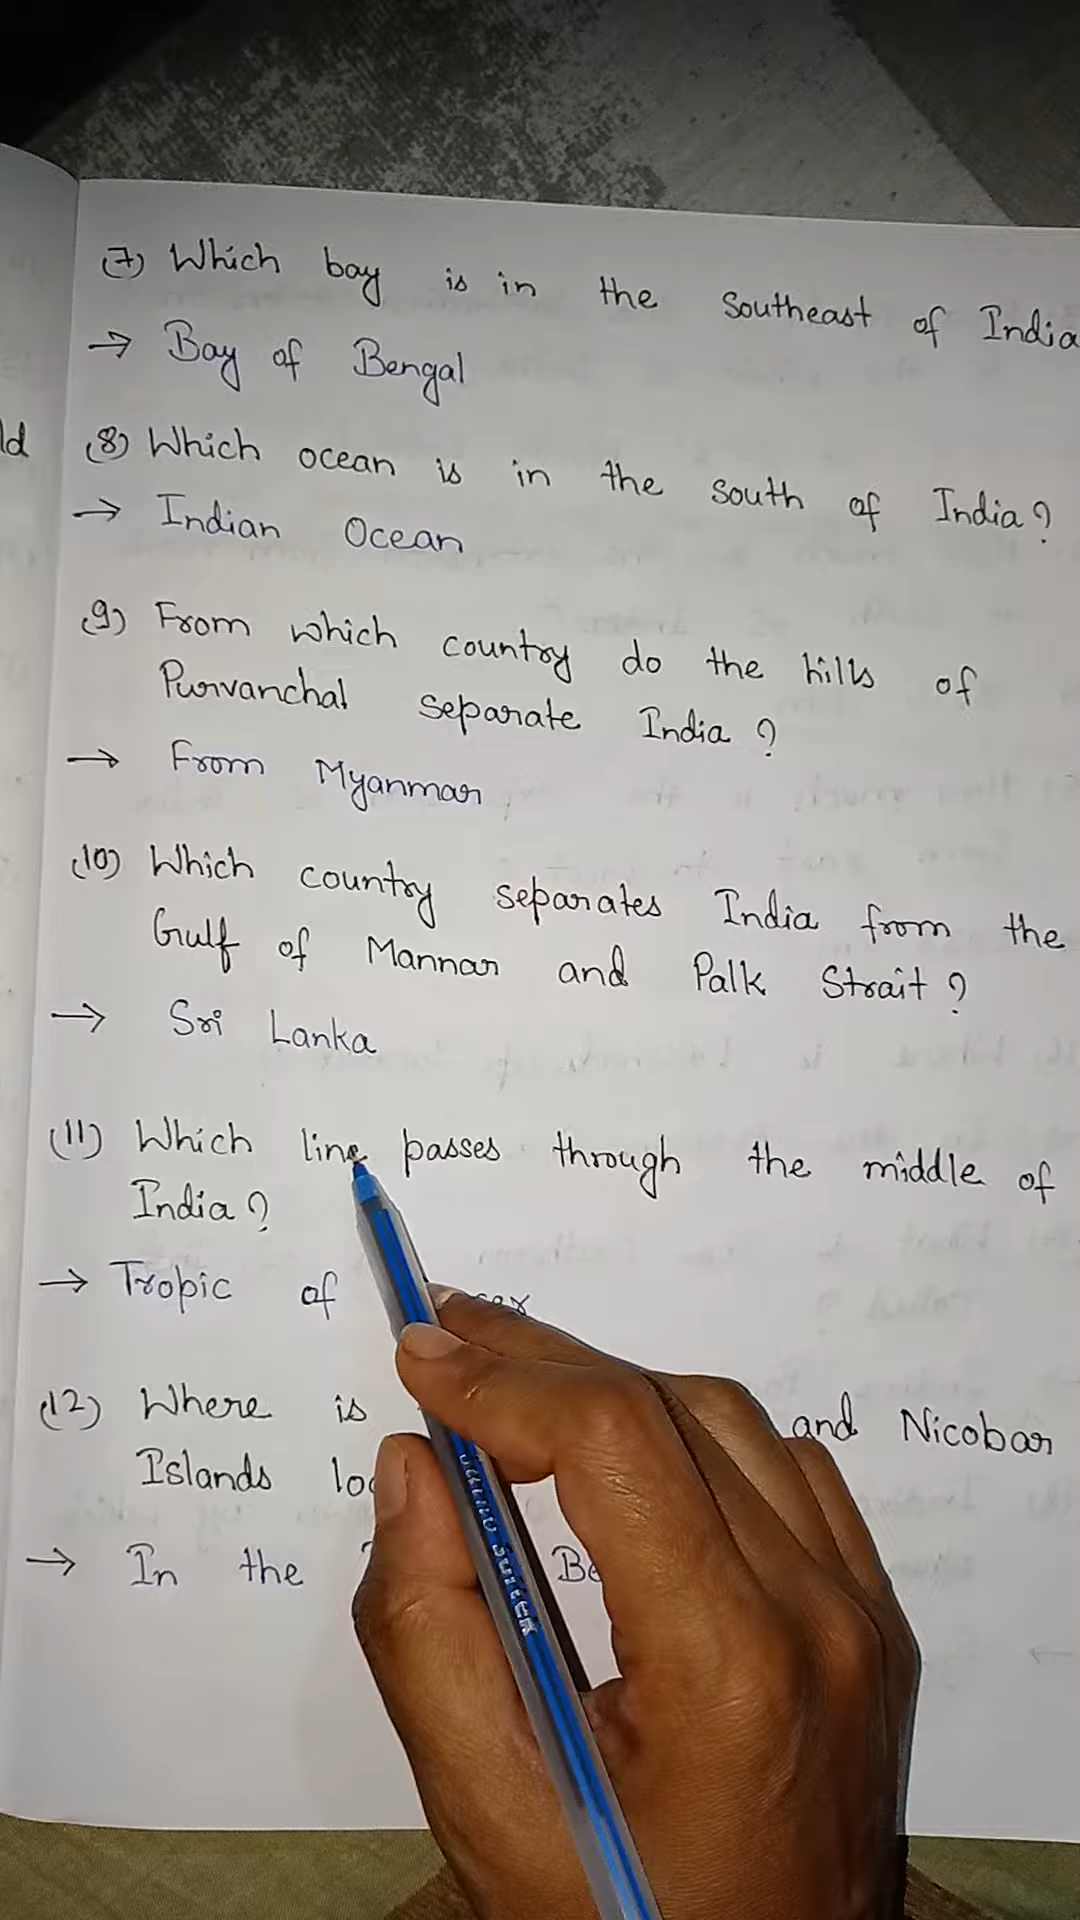 (7) Which bay is in the Southeast of India
→ Bay of Bengal
ld
(8) Which ocean is in the south of India?
→ Indian Ocean
(9) From which country do the hills of
Purvanchal separate India?
→ From Myanmar
(10) Which country separates India from the
Gulf of Mannar and Palk Strait?
→ Sri Lanka
(11) Which line passes through the middle of
India?
→ Tropic of
(12) Where is and Nicobar
Islands
→ In the